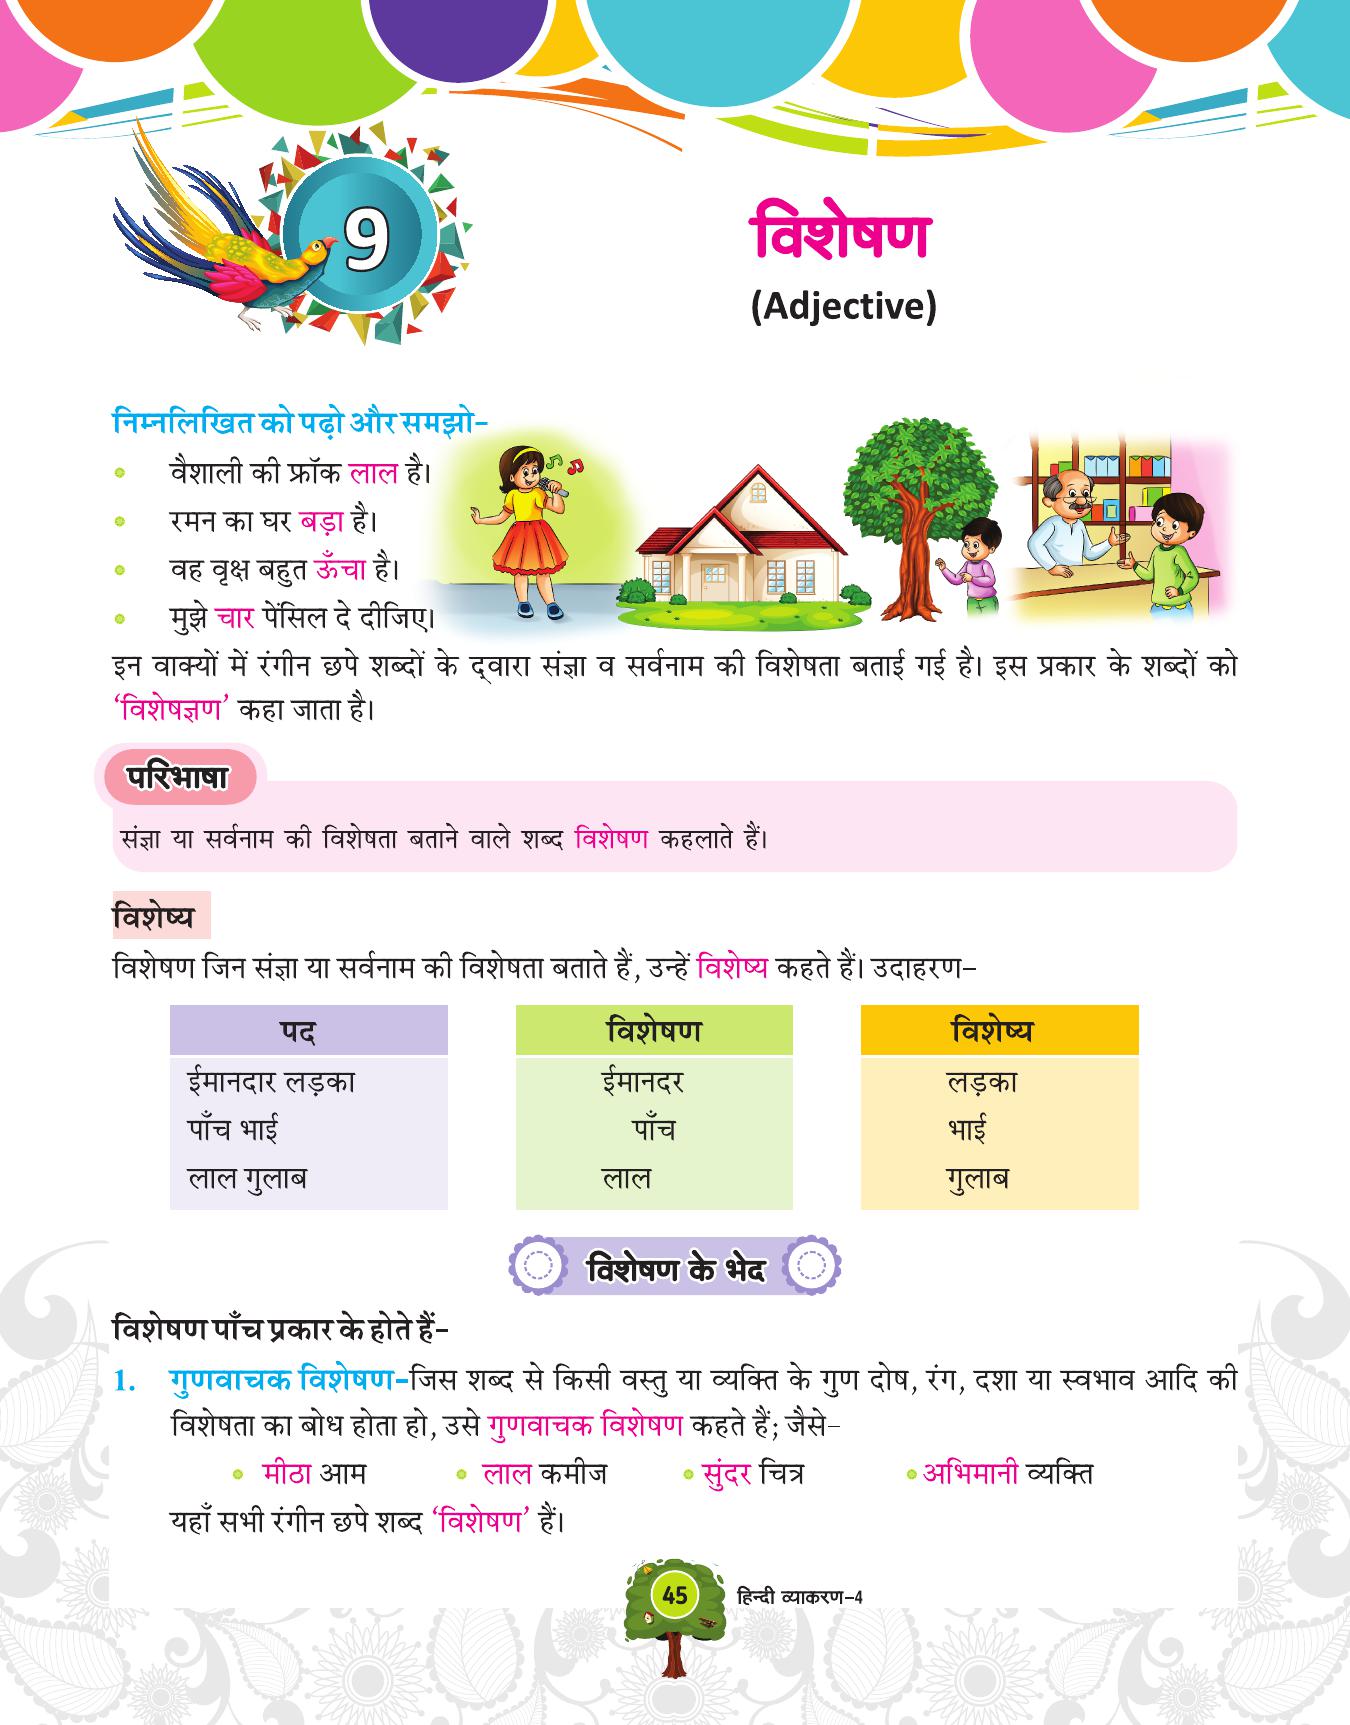 9
विशेषण
(Adjective)
निम्नलिखित को पढ़ो और समझो-
वैशाली की फ्रॉक लाल है।
रमन का घर बड़ा है।
वह वृक्ष बहुत ऊँचा है।
मुझे चार पेंसिल दे दीजिए।
इन वाक्यों में रंगीन छपे शब्दों के द्वारा संज्ञा व सर्वनाम की विशेषता बताई गई है। इस प्रकार के शब्दों को
‘विशेषज्ञण’ कहा जाता है।
परिभाषा
संज्ञा या सर्वनाम की विशेषता बताने वाले शब्द विशेषण कहलाते हैं।
विशेष्य
विशेषण जिन संज्ञा या सर्वनाम की विशेषता बताते हैं, उन्हें विशेष्य कहते हैं। उदाहरण–
पद विशेषण विशेष्य
ईमानदार लड़का ईमानदर लड़का
पाँच भाई पाँच भाई
लाल गुलाब लाल गुलाब
विशेषण के भेद
विशेषण पाँच प्रकार के होते हैं–
1. गुणवाचक विशेषण–जिस शब्द से किसी वस्तु या व्यक्ति के गुण दोष, रंग, दशा या स्वभाव आदि की
विशेषता का बोध होता हो, उसे गुणवाचक विशेषण कहते हैं; जैसे–
मीठा आम लाल कमीज सुंदर चित्र अभिमानी व्यक्ति
यहाँ सभी रंगीन छपे शब्द ‘विशेषण’ हैं।
45 हिन्दी व्याकरण–4